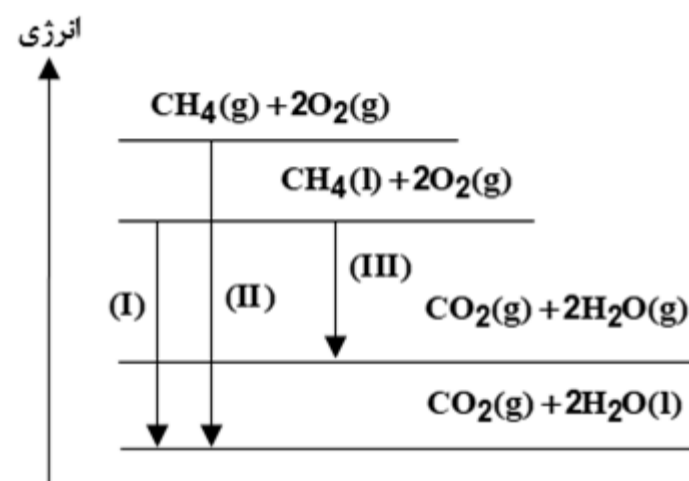 انرژی
CH₄(g)+2O₂(g)
CH₄(l)+2O₂(g)
(I)
(II)
(III)
CO₂(g)+2H₂O(g)
CO₂(g)+2H₂O(l)